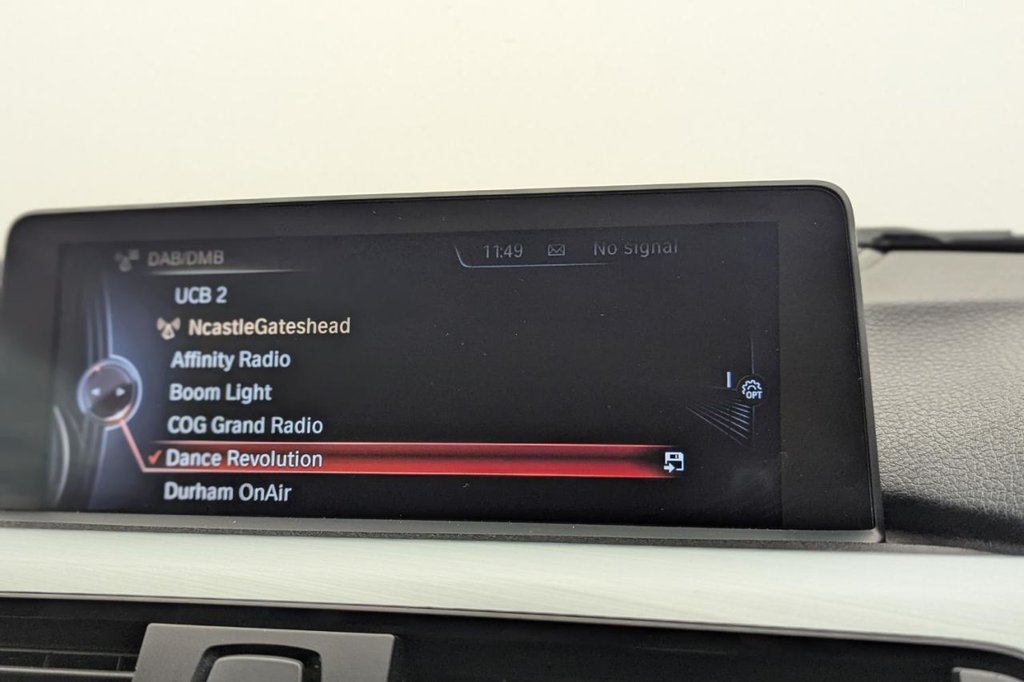 DAB/DMB
11:49 No signal
UCB 2
NcastleGateshead
Affinity Radio
Boom Light
COG Grand Radio
Dance Revolution
Durham OnAir
OPT